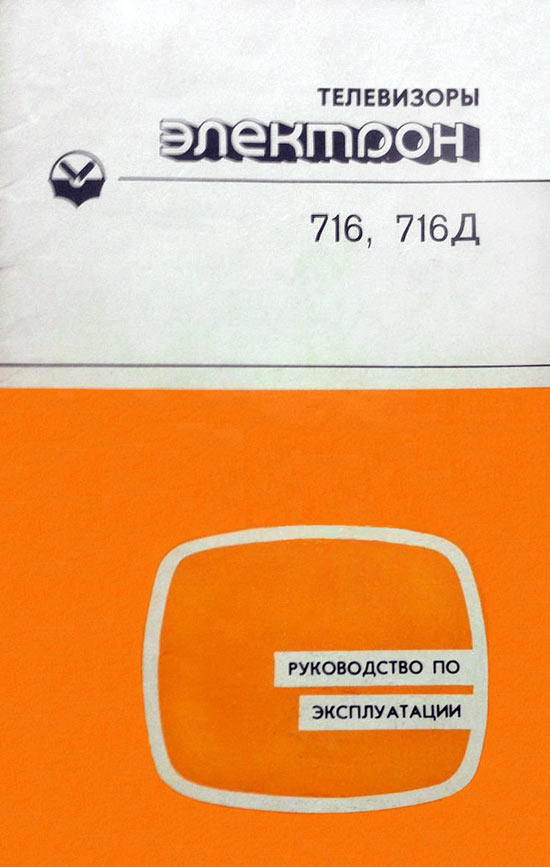 ТЕЛЕВИЗОРЫ
ЭЛЕКТРОН
716, 716Д
РУКОВОДСТВО ПО
ЭКСПЛУАТАЦИИ